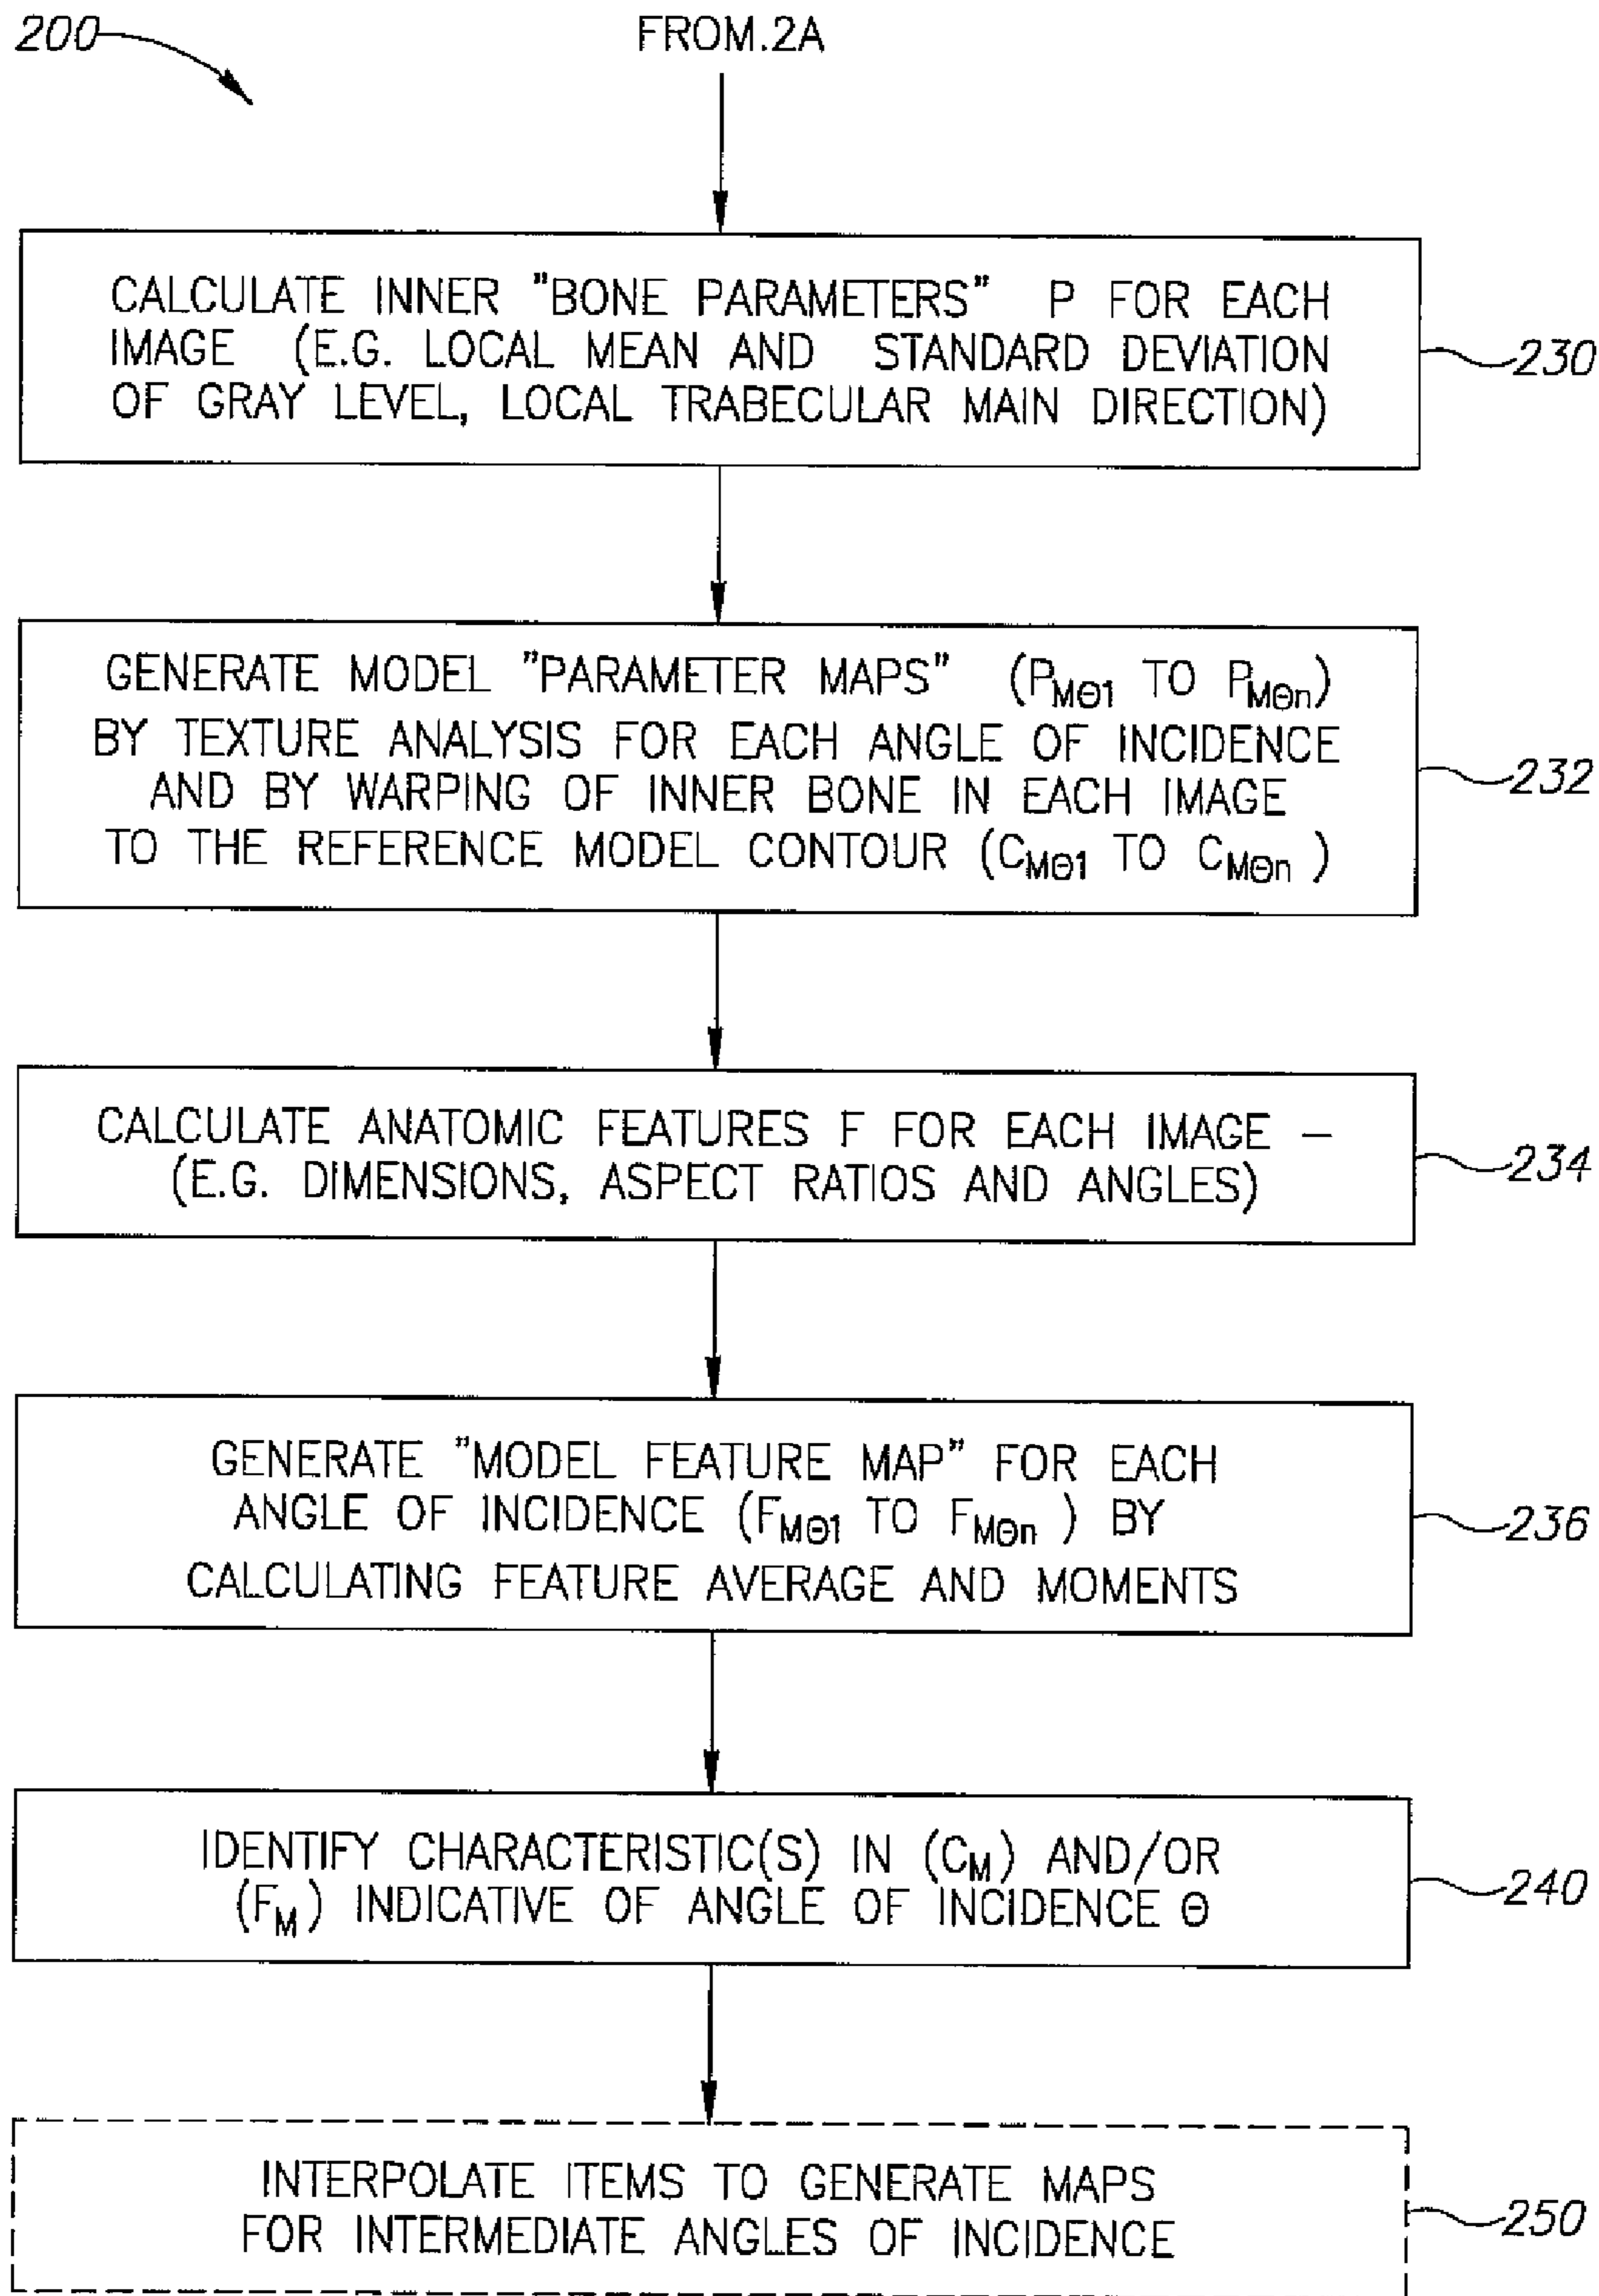 200
FROM.2A
CALCULATE INNER "BONE PARAMETERS" P FOR EACH
IMAGE (E.G. LOCAL MEAN AND STANDARD DEVIATION
OF GRAY LEVEL, LOCAL TRABECULAR MAIN DIRECTION)
230
GENERATE MODEL "PARAMETER MAPS" (PMΘ1 TO PMΘn)
BY TEXTURE ANALYSIS FOR EACH ANGLE OF INCIDENCE
AND BY WARPING OF INNER BONE IN EACH IMAGE
TO THE REFERENCE MODEL CONTOUR (CMΘ1 TO CMΘn )
232
CALCULATE ANATOMIC FEATURES F FOR EACH IMAGE –
(E.G. DIMENSIONS, ASPECT RATIOS AND ANGLES)
234
GENERATE "MODEL FEATURE MAP" FOR EACH
ANGLE OF INCIDENCE (FMΘ1 TO FMΘn ) BY
CALCULATING FEATURE AVERAGE AND MOMENTS
236
IDENTIFY CHARACTERISTIC(S) IN (CM) AND/OR
(FM) INDICATIVE OF ANGLE OF INCIDENCE Θ
240
INTERPOLATE ITEMS TO GENERATE MAPS
FOR INTERMEDIATE ANGLES OF INCIDENCE
250